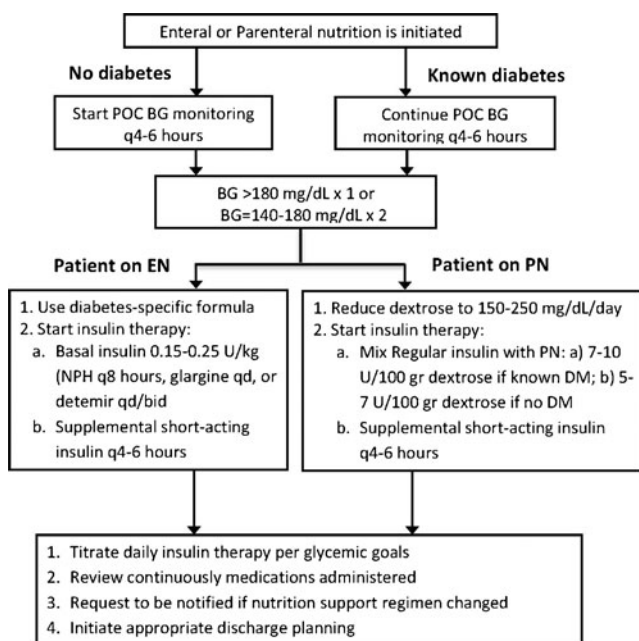 Enteral or Parenteral nutrition is initiated
No diabetes
Known diabetes
Start POC BG monitoring
q4-6 hours
Continue POC BG
monitoring q4-6 hours
BG >180 mg/dL x 1 or
BG=140-180 mg/dL x 2
Patient on EN
Patient on PN
1. Use diabetes-specific formula
2. Start insulin therapy:
a. Basal insulin 0.15-0.25 U/kg
(NPH q8 hours, glargine qd, or
detemir qd/bid
b. Supplemental short-acting
insulin q4-6 hours
1. Reduce dextrose to 150-250 mg/dL/day
2. Start insulin therapy:
a. Mix Regular insulin with PN: a) 7-10
U/100 gr dextrose if known DM; b) 5-
7 U/100 gr dextrose if no DM
b. Supplemental short-acting insulin
q4-6 hours
1. Titrate daily insulin therapy per glycemic goals
2. Review continuously medications administered
3. Request to be notified if nutrition support regimen changed
4. Initiate appropriate discharge planning